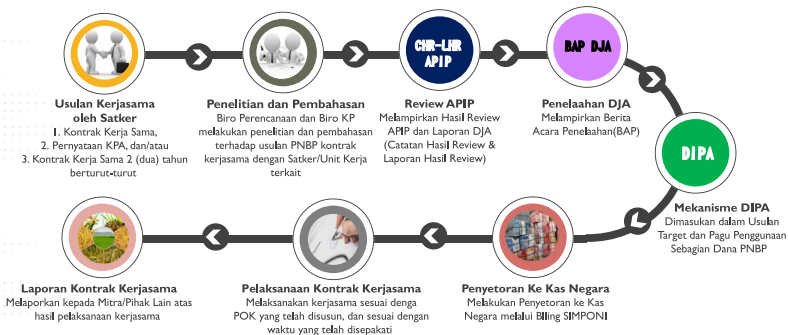 Usulan Kerjasama
oleh Satker
1. Kontrak Kerja Sama,
2. Pernyataan KPA, dan/atau
3. Kontrak Kerja Sama 2 (dua) tahun
berturut-turut
Penelitian dan Pembahasan
Biro Perencanaan dan Biro KP
melakukan penelitian dan pembahasan
terhadap usulan PNBP kontrak
kerjasama dengan Satker/Unit Kerja
terkait
CHR-LHR
APIP
Review APIP
Melampirkan Hasil Review
APIP dan Laporan DJA
(Catatan Hasil Review &
Laporan Hasil Review)
BAP DJA
Penelaahan DJA
Melampirkan Berita
Acara Penelaahan(BAP)
DIPA
Mekanisme DIPA
Dimasukan dalam Usulan
Target dan Pagu Penggunaan
Sebagian Dana PNBP
Penyetoran Ke Kas Negara
Melakukan Penyetoran ke Kas
Negara melalui Biling SIMPONI
Pelaksanaan Kontrak Kerjasama
Melaksanakan kerjasama sesuai denga
POK yang telah disusun, dan sesuai dengan
waktu yang telah disepakati
Laporan Kontrak Kerjasama
Melaporkan kepada Mitra/Pihak Lain atas
hasil pelaksanaan kerjasama